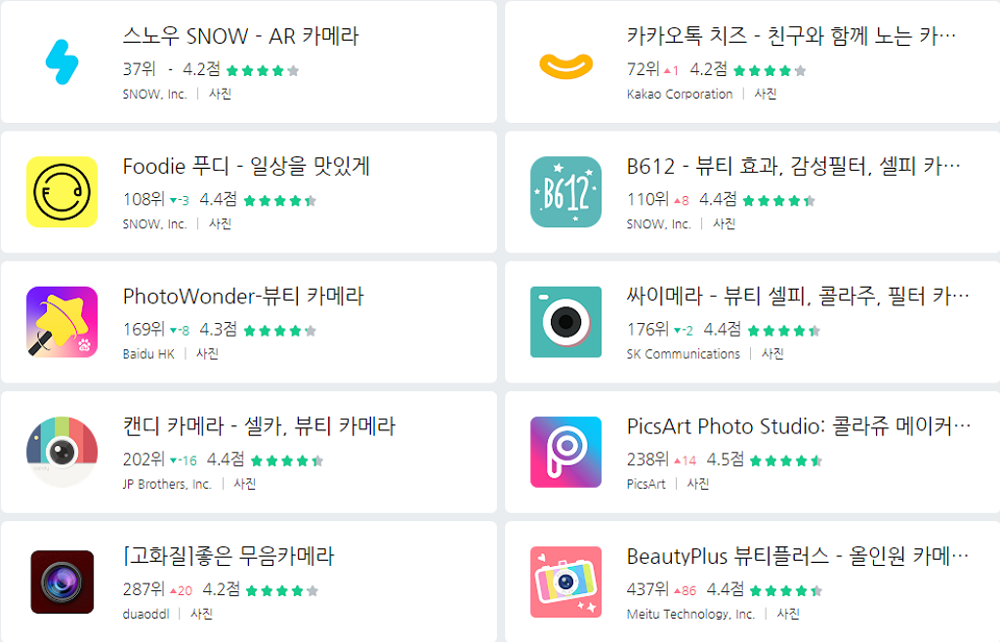 스노우 SNOW - AR 카메라
37위 - 4.2점
SNOW, Inc. | 사진
카카오톡 치즈 - 친구와 함께 노는 카…
72위 ▲1 4.2점
Kakao Corporation | 사진
Foodie 푸디 - 일상을 맛있게
108위 ▼-3 4.4점
SNOW, Inc. | 사진
B612
B612 - 뷰티 효과, 감성필터, 셀피 카…
110위 ▲8 4.4점
SNOW, Inc. | 사진
PhotoWonder-뷰티 카메라
169위 ▼-8 4.3점
Baidu HK | 사진
싸이메라 - 뷰티 셀피, 콜라주, 필터 카…
176위 ▼-2 4.4점
SK Communications | 사진
캔디 카메라 - 셀카, 뷰티 카메라
202위 ▼-16 4.4점
JP Brothers, Inc. | 사진
PicsArt Photo Studio: 콜라쥬 메이커…
238위 ▲14 4.5점
PicsArt | 사진
[고화질]좋은 무음카메라
287위 ▲20 4.2점
duaoddl | 사진
BeautyPlus 뷰티플러스 - 올인원 카메…
437위 ▲86 4.4점
Meitu Technology, Inc. | 사진